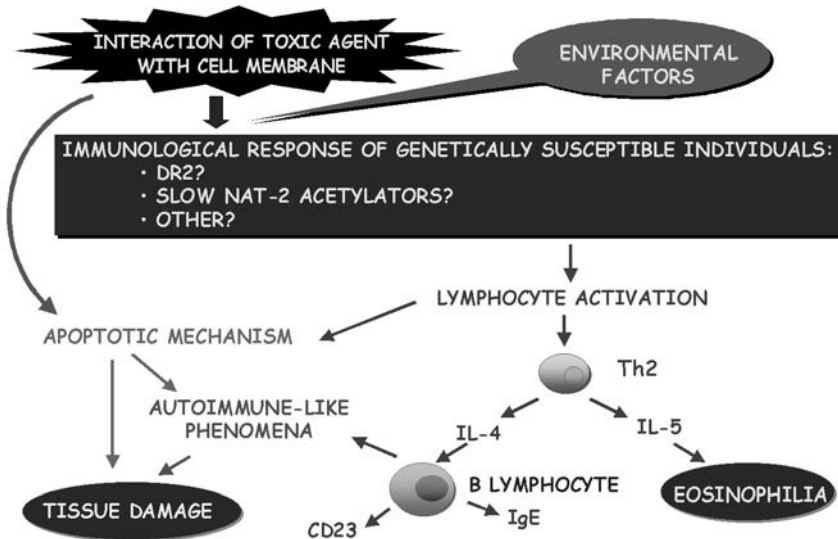 INTERACTION OF TOXIC AGENT
WITH CELL MEMBRANE
ENVIRONMENTAL
FACTORS
IMMUNOLOGICAL RESPONSE OF GENETICALLY SUSCEPTIBLE INDIVIDUALS:
· DR2?
· SLOW NAT-2 ACETYLATORS?
· OTHER?
LYMPHOCYTE ACTIVATION
APOPTOTIC MECHANISM
Th2
AUTOIMMUNE-LIKE
PHENOMENA
IL-4
IL-5
B LYMPHOCYTE
EOSINOPHILIA
TISSUE DAMAGE
CD23
IgE